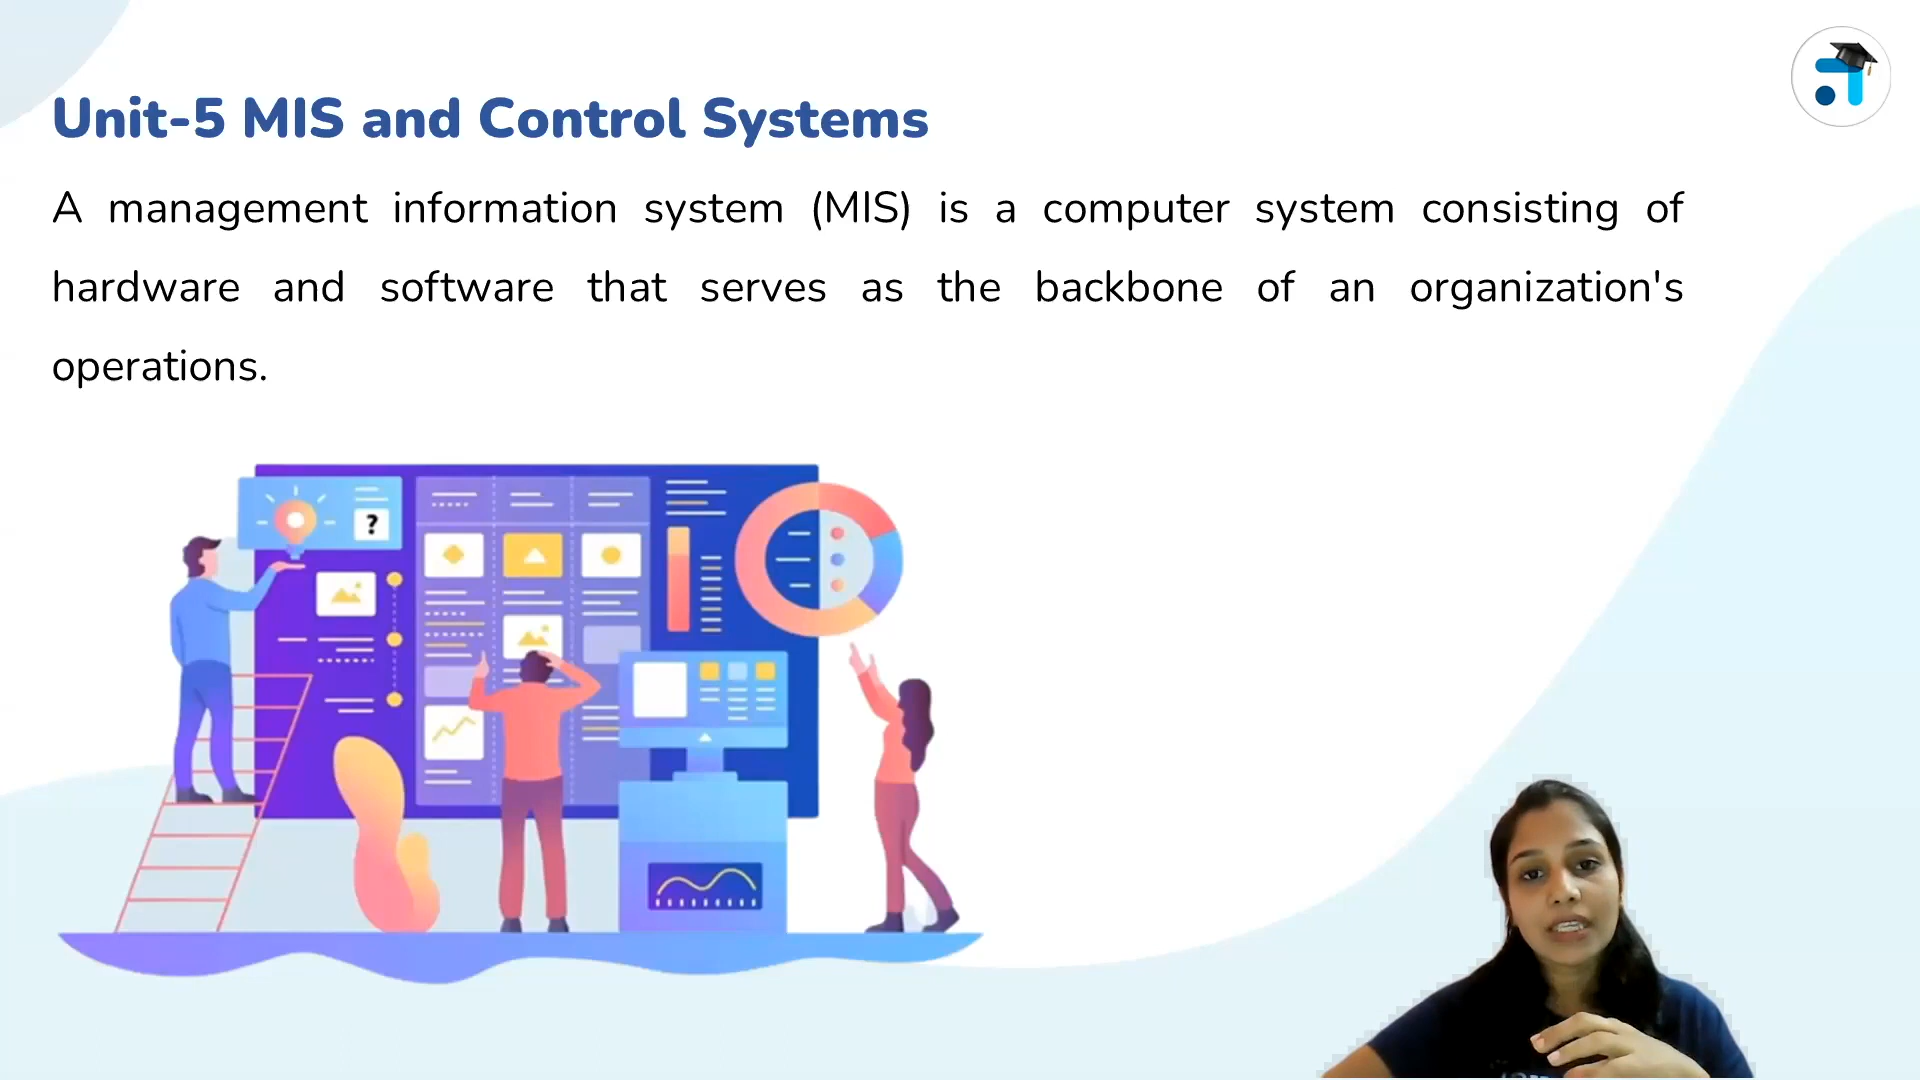 Unit-5 MIS and Control Systems
A management information system (MIS) is a computer system consisting of
hardware and software that serves as the backbone of an organization's
operations.
?